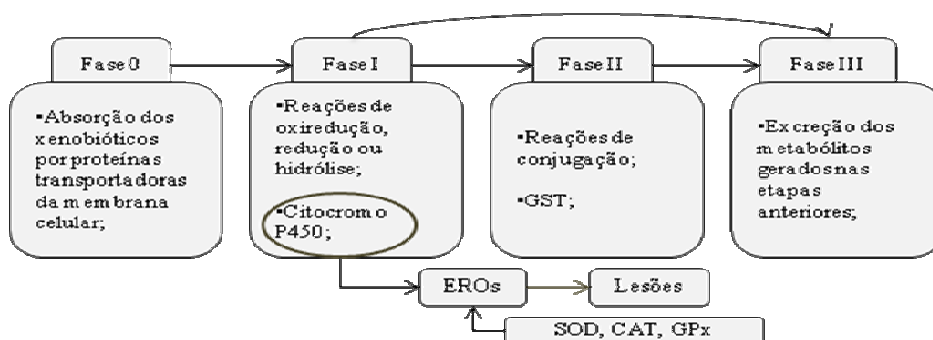 Fase 0
Fase I
Fase II
Fase III
▪Absorção dos
xenobióticos
por proteínas
transportadoras
da membrana
celular;
▪Reações de
oxiredução,
redução ou
hidrólise;
▪Citocromo
P450;
▪Reações de
conjugação;
▪GST;
▪Excreção dos
metabólitos
gerados nas
etapas
anteriores;
EROs
Lesões
SOD, CAT, GPx